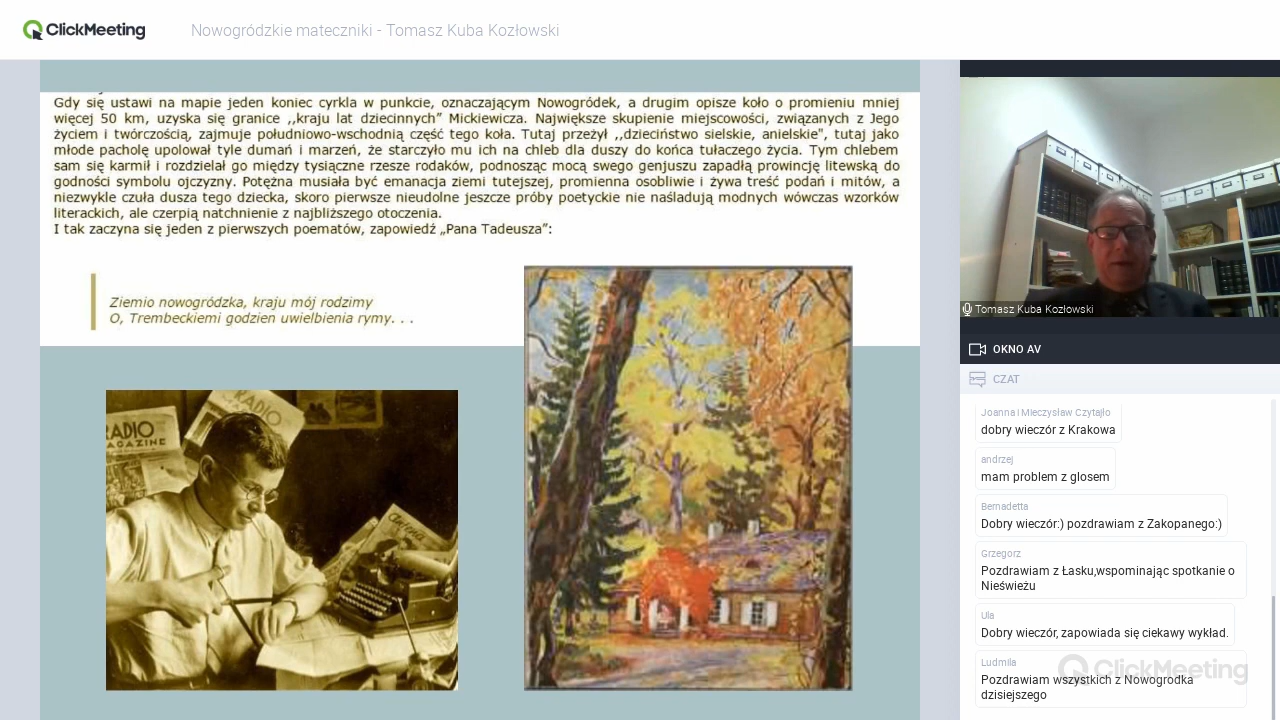 ClickMeeting
Nowogródzkie mateczniki - Tomasz Kuba Kozłowski
Gdy się ustawi na mapie jeden koniec cyrkla w punkcie, oznaczającym Nowogródek, a drugim opisze koło o promieniu mniej
więcej 50 km, uzyska się granice ,,kraju lat dziecinnych" Mickiewicza. Największe skupienie miejscowości, związanych z Jego
życiem i twórczością, zajmuje południowo-wschodnią część tego koła. Tutaj przeżył ,,dzieciństwo sielskie, anielskie", tutaj jako
młode pacholę upolował tyle dumań i marzeń, że starczyło mu ich na chleb dla duszy do końca tułaczego życia. Tym chlebem
sam się karmił i rozdzielał go między tysiączne rzesze rodaków, podnosząc mocą swego genjuszu zapadłą prowincję litewską do
godności symbolu ojczyzny. Potężna musiała być emanacja ziemi tutejszej, promienna osobliwie i żywa treść podań i mitów, a
niezwykle czuła dusza tego dziecka, skoro pierwsze nieudolne jeszcze próby poetyckie nie naśladują modnych wówczas wzorków
literackich, ale czerpią natchnienie z najbliższego otoczenia.
I tak zaczyna się jeden z pierwszych poematów, zapowiedź „Pana Tadeusza”:
Ziemio nowogródzka, kraju mój rodzimy
O, Trembeckiemi godzien uwielbienia rymy. . .
RADIO
RADIO
MAGAZINE
Tomasz Kuba Kozłowski
OKNO AV
CZAT
Joanna i Mieczysław Czytajło
dobry wieczór z Krakowa
andrzej
mam problem z glosem
Bernadetta
Dobry wieczór:) pozdrawiam z Zakopanego:)
Grzegorz
Pozdrawiam z Łasku,wspominając spotkanie o
Nieświeżu
Ula
Dobry wieczór, zapowiada się ciekawy wykład.
Ludmila
Pozdrawiam wszystkich z Nowogrodka
dzisiejszego
ClickMeeting